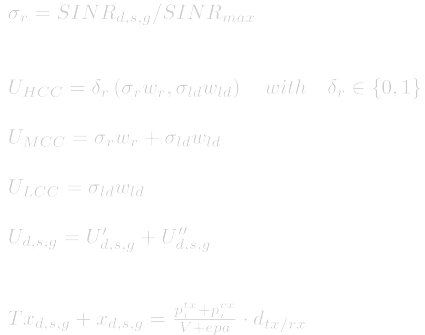 σ_r = SINR_{d,s,g}/SINR_{max}
U_{HCC} = δ_r (σ_r w_r, σ_{ld} w_{ld}) with δ_r ∈ {0, 1}
U_{MCC} = σ_r w_r + σ_{ld} w_{ld}
U_{LCC} = σ_{ld} w_{ld}
U_{d,s,g} = U'_{d,s,g} + U''_{d,s,g}
Tx_{d,s,g} + x_{d,s,g} = \frac{p_i^{tx} + p_i^{rx}}{V + epa} · d_{tx/rx}